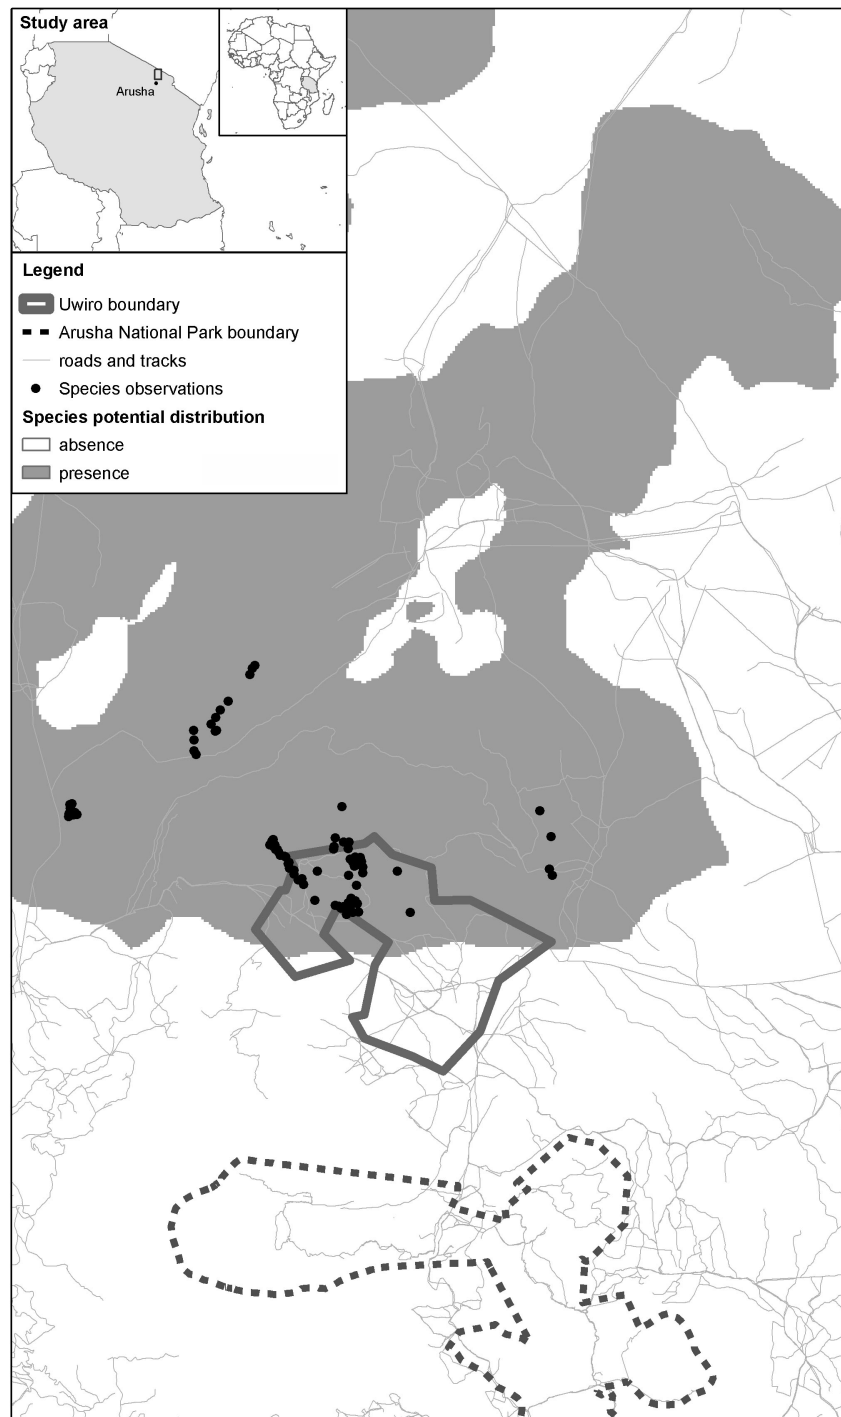 Study area
Arusha
Legend
Uwiro boundary
Arusha National Park boundary
roads and tracks
Species observations
Species potential distribution
absence
presence